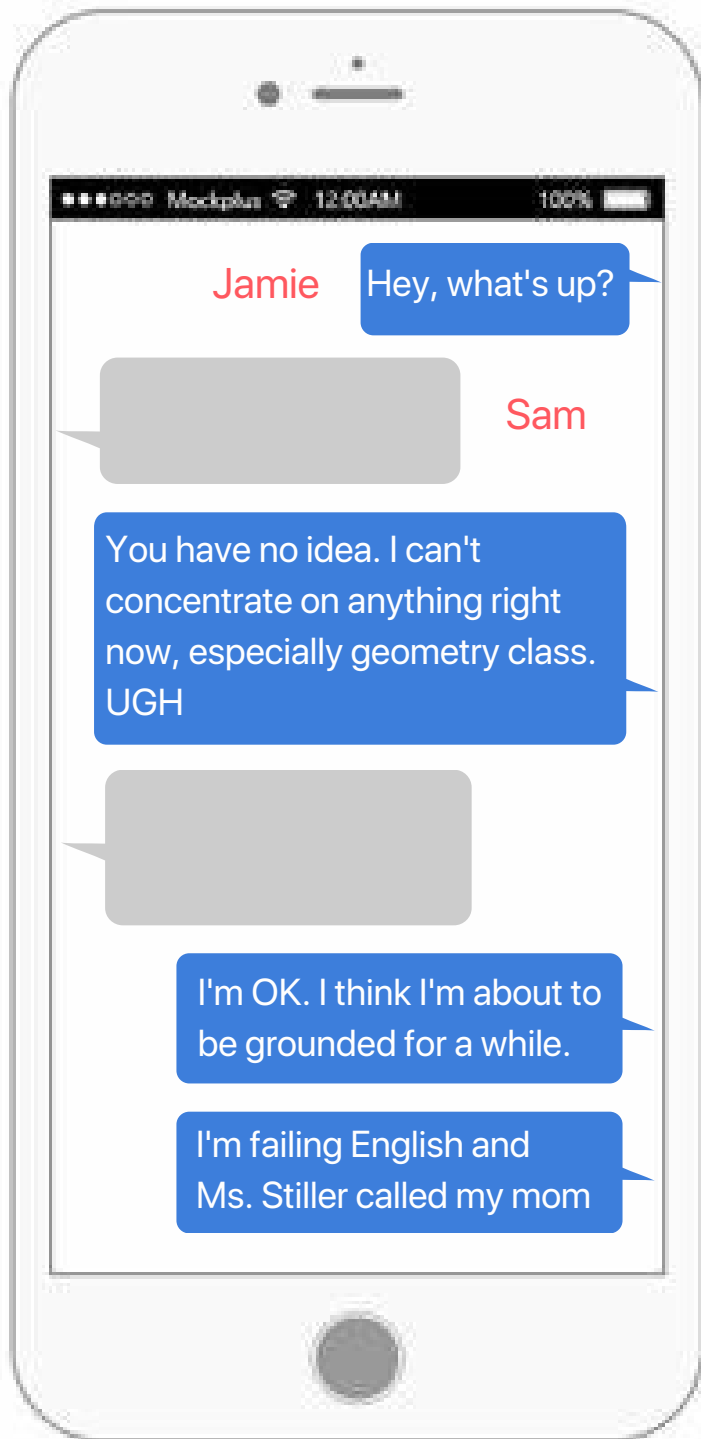 Mockplus 12:00AM 100%
Jamie Hey, what's up?
Sam
You have no idea. I can't
concentrate on anything right
now, especially geometry class.
UGH
I'm OK. I think I'm about to
be grounded for a while.
I'm failing English and
Ms. Stiller called my mom